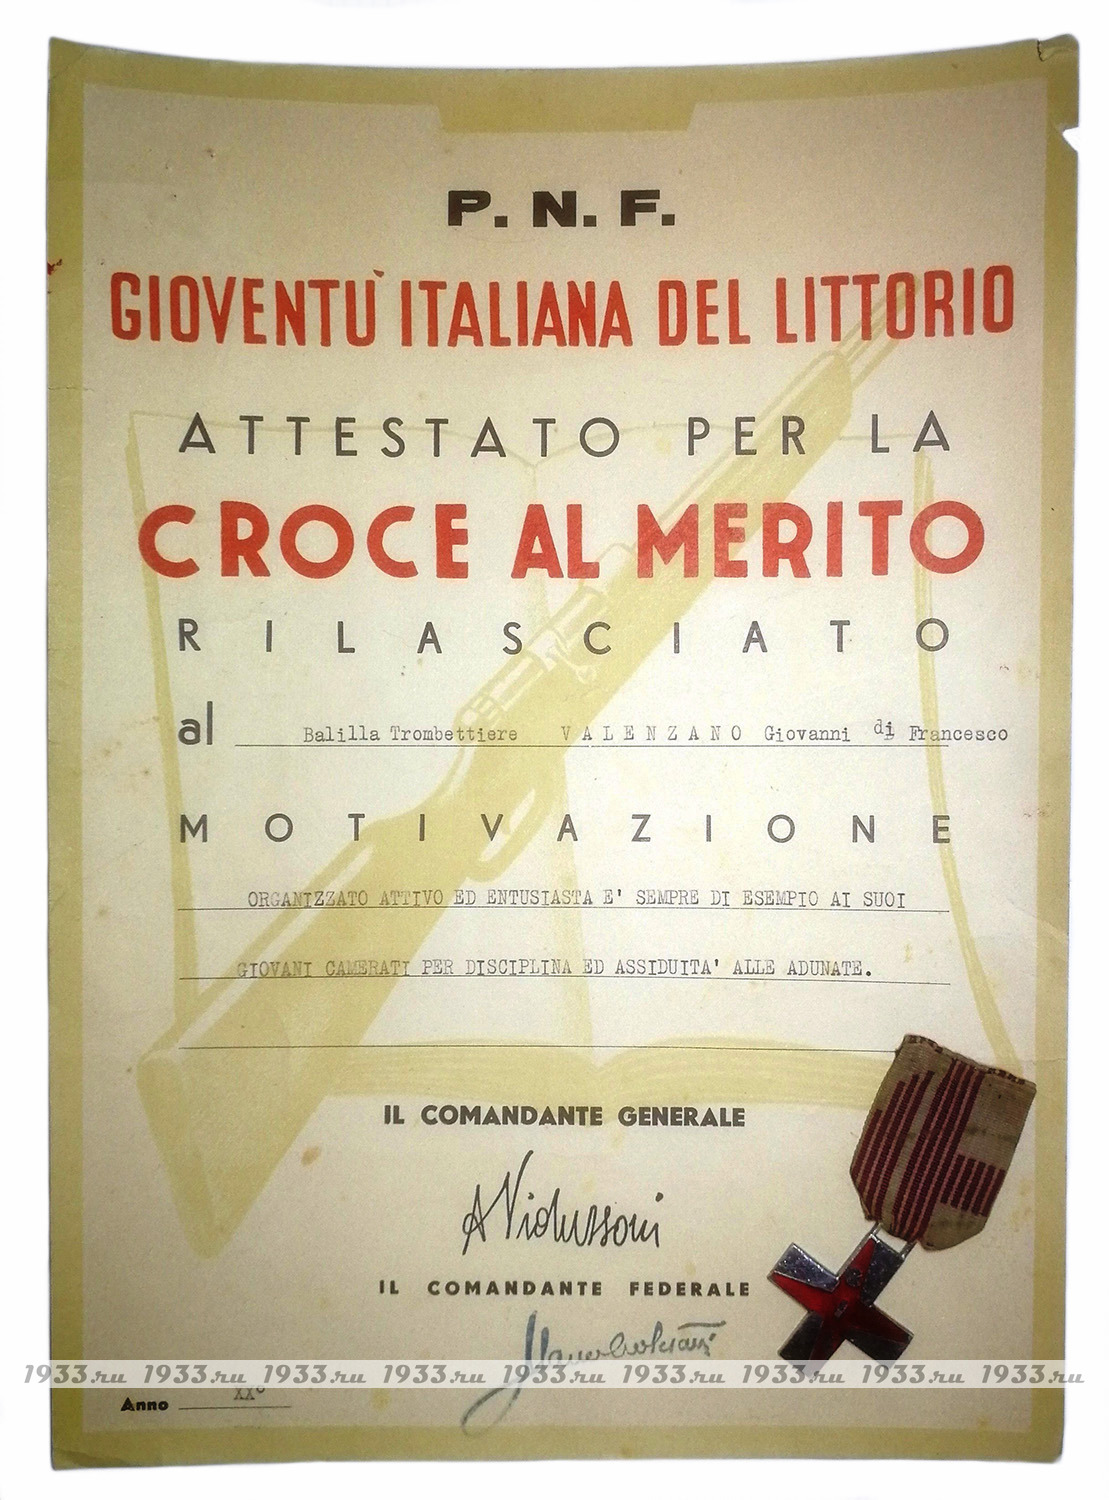 P. N. F.
GIOVENTÙ ITALIANA DEL LITTORIO
ATTESTATO PER LA
CROCE AL MERITO
RILASCIATO
al Balilla Trombettiere VALENZANO Giovanni di Francesco
MOTIVAZIONE
ORGANIZZATO ATTIVO ED ENTUSIASTA E' SEMPRE DI ESEMPIO AI SUOI
GIOVANI CAMERATI PER DISCIPLINA ED ASSIDUITA' ALLE ADUNATE.
IL COMANDANTE GENERALE
A Vidussoni
IL COMANDANTE FEDERALE
1933.ru 1933.ru 1933.ru 1933.ru 1933.ru 1933.ru 1933.ru 1933.ru 1933.ru
Anno XX°